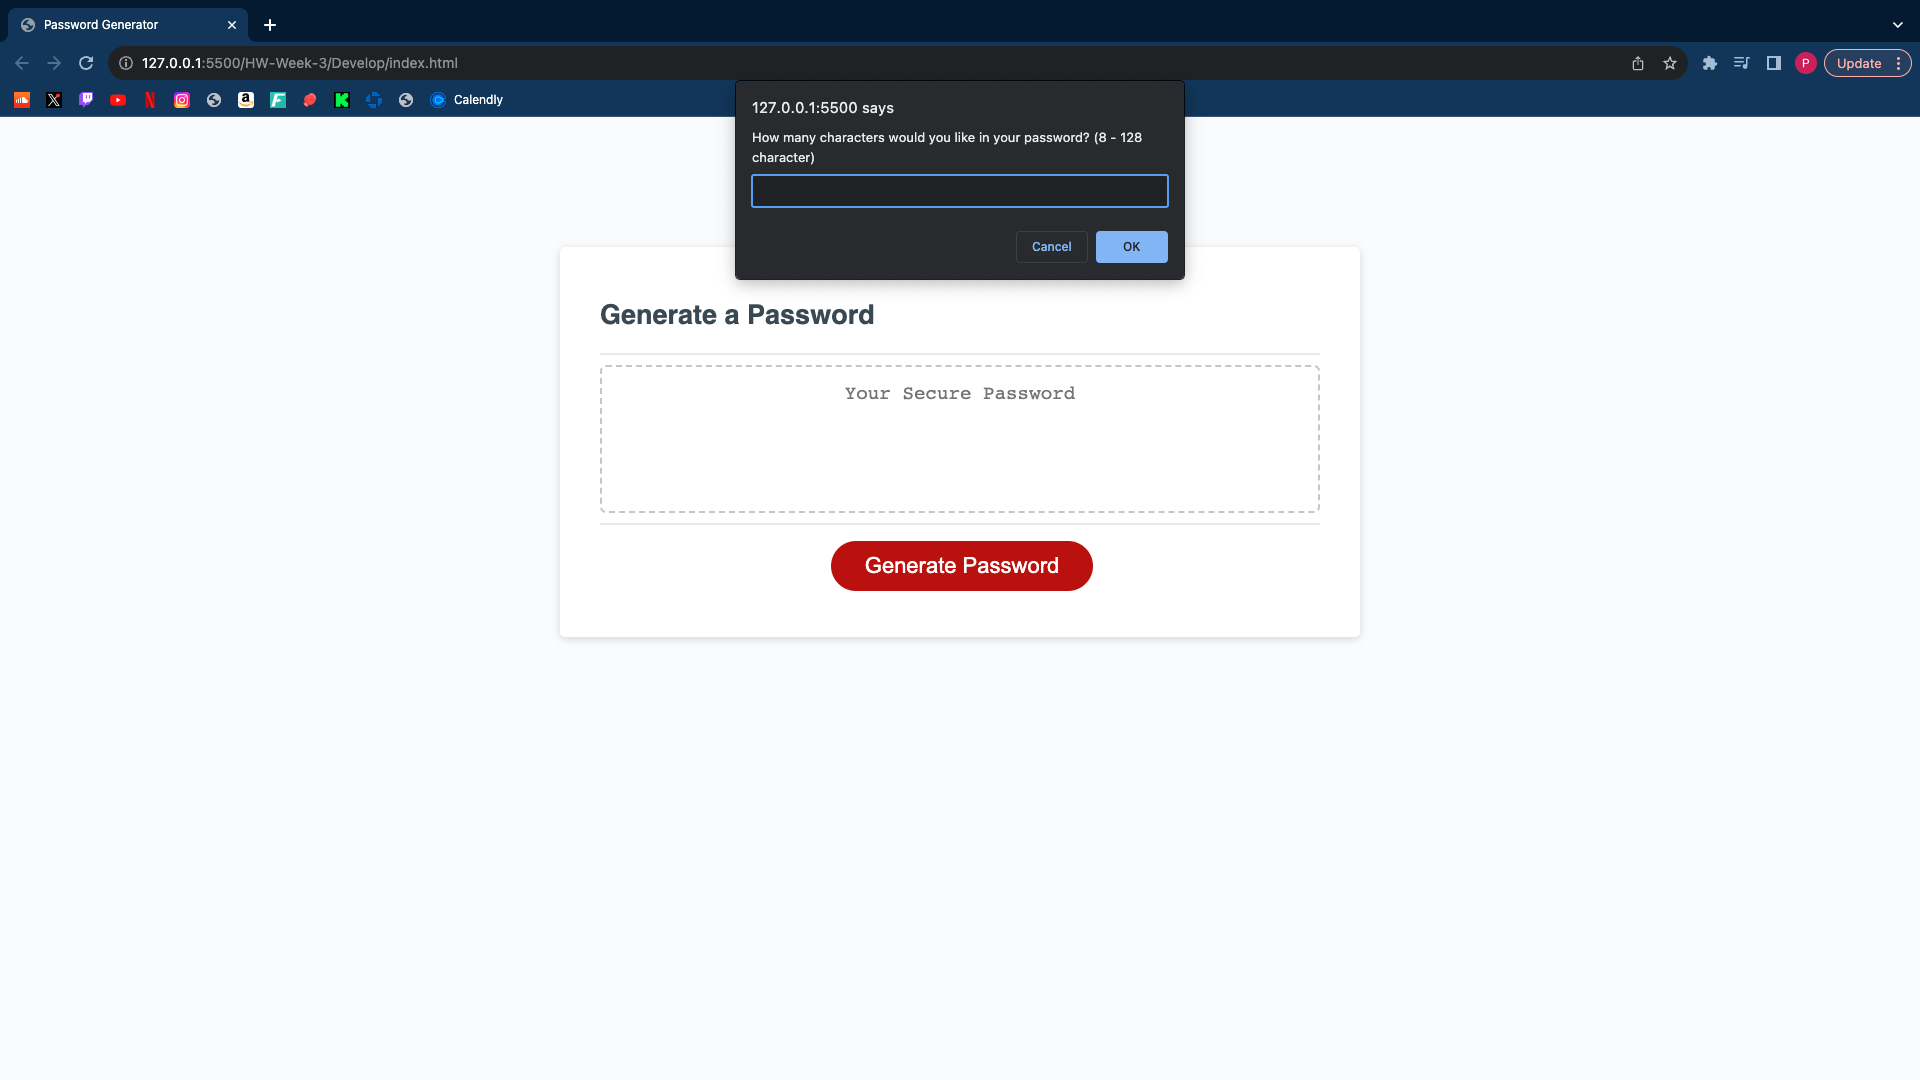 Password Generator
127.0.0.1:5500/HW-Week-3/Develop/index.html
P
Update
Calendly
127.0.0.1:5500 says
How many characters would you like in your password? (8 - 128
character)
Cancel
OK
Generate a Password
Your Secure Password
Generate Password